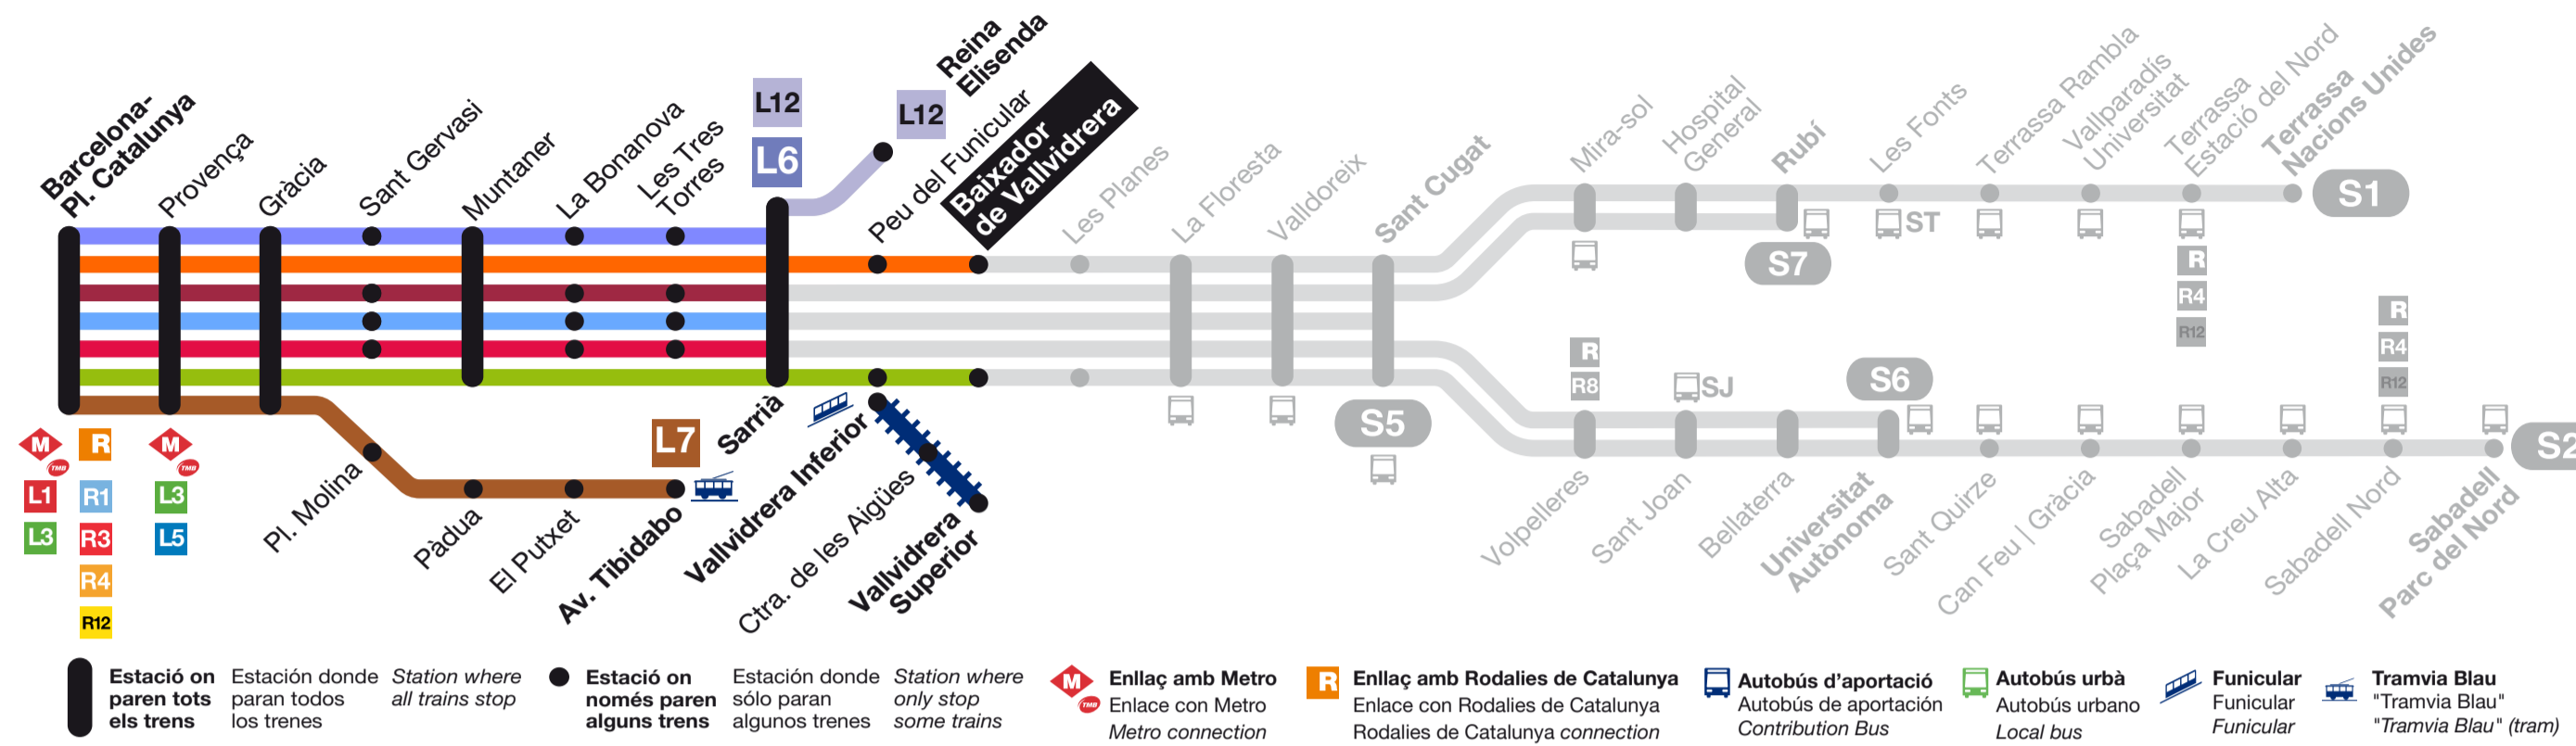 Barcelona-
Pl. Catalunya
Provença
Gràcia
Sant Gervasi
Muntaner
La Bonanova
Les Tres
Torres
L12
L6
L12
Reina
Elisenda
Peu del Funicular
Baixador
de Vallvidrera
Les Planes
La Floresta
Valldoreix
Sant Cugat
Mira-sol
Hospital
General
Rubí
Les Fonts
Terrassa Rambla
Vallparadís
Universitat
Terrassa
Estació del Nord
Terrassa
Nacions Unides
S1
ST
S7
R
R4
R12
M
TMB
L1
L3
R
R1
R3
R4
R12
M
TMB
L3
L5
Pl. Molina
Pàdua
El Putxet
Av. Tibidabo
L7
Sarrià
Vallvidrera Inferior
Ctra. de les Aigües
Vallvidrera
Superior
S5
R
R8
SJ
S6
R
R4
R12
S2
Volpelleres
Sant Joan
Bellaterra
Universitat
Autònoma
Sant Quirze
Can Feu | Gràcia
Sabadell
Plaça Major
La Creu Alta
Sabadell Nord
Sabadell
Parc del Nord
Estació on
paren tots
els trens
Estación donde
paran todos
los trenes
Station where
all trains stop
Estació on
només paren
alguns trens
Estación donde
sólo paran
algunos trenes
Station where
only stop
some trains
M
TMB
Enllaç amb Metro
Enlace con Metro
Metro connection
R
Enllaç amb Rodalies de Catalunya
Enlace con Rodalies de Catalunya
Rodalies de Catalunya connection
Autobús d'aportació
Autobús de aportación
Contribution Bus
Autobús urbà
Autobús urbano
Local bus
Funicular
Funicular
Funicular
Tramvia Blau
"Tramvia Blau"
"Tramvia Blau" (tram)